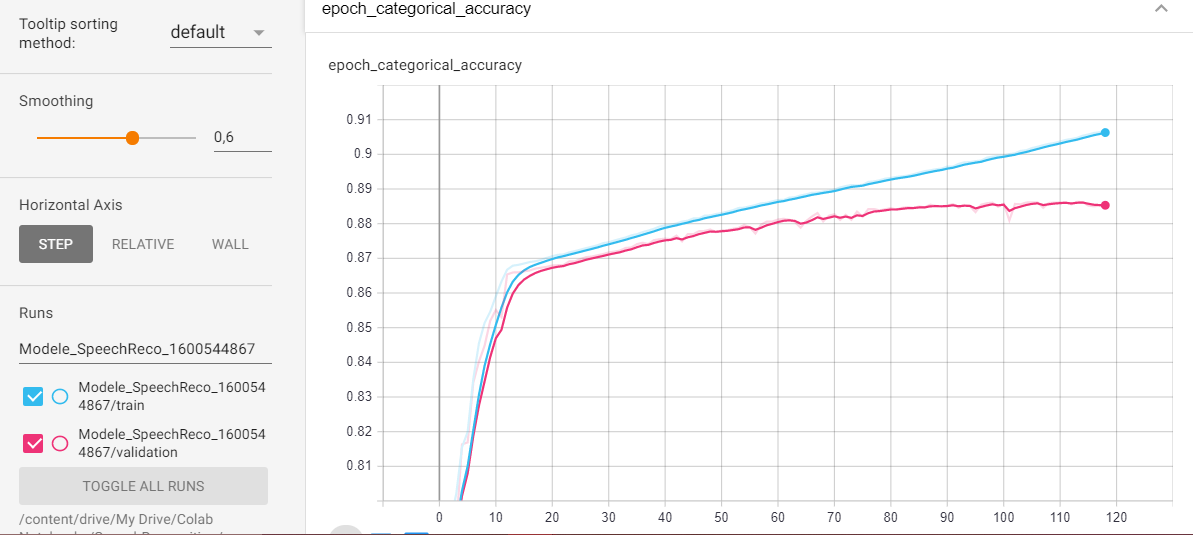 epoch_categorical_accuracy
Tooltip sorting
method:
default
Smoothing
0,6
Horizontal Axis
STEP
RELATIVE
WALL
Runs
Modele_SpeechReco_1600544867
Modele_SpeechReco_160054
4867/train
Modele_SpeechReco_160054
4867/validation
TOGGLE ALL RUNS
/content/drive/My Drive/Colab
epoch_categorical_accuracy
0.91
0.9
0.89
0.88
0.87
0.86
0.85
0.84
0.83
0.82
0.81
0 10 20 30 40 50 60 70 80 90 100 110 120